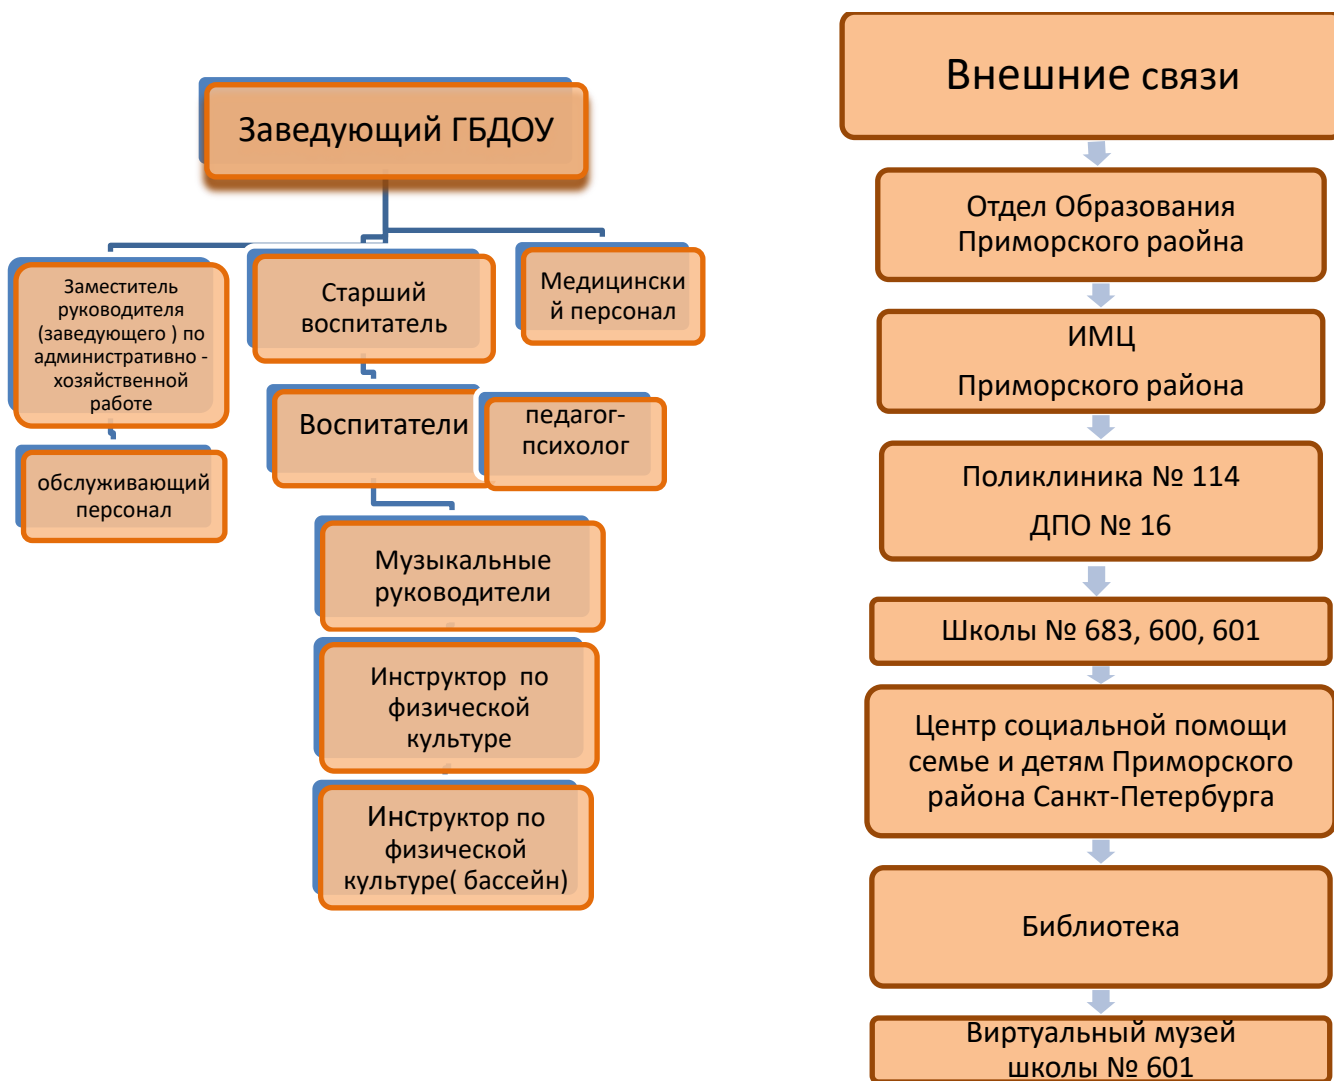 Заведующий ГБДОУ
Заместитель
руководителя
(заведующего ) по
административно -
хозяйственной
работе
Старший
воспитатель
Медицински
й персонал
обслуживающий
персонал
Воспитатели
педагог-
психолог
Музыкальные
руководители
Инструктор по
физической
культуре
Инструктор по
физической
культуре( бассейн)
Внешние связи
Отдел Образования
Приморского раойна
ИМЦ
Приморского района
Поликлиника № 114
ДПО № 16
Школы № 683, 600, 601
Центр социальной помощи
семье и детям Приморского
района Санкт-Петербурга
Библиотека
Виртуальный музей
школы № 601